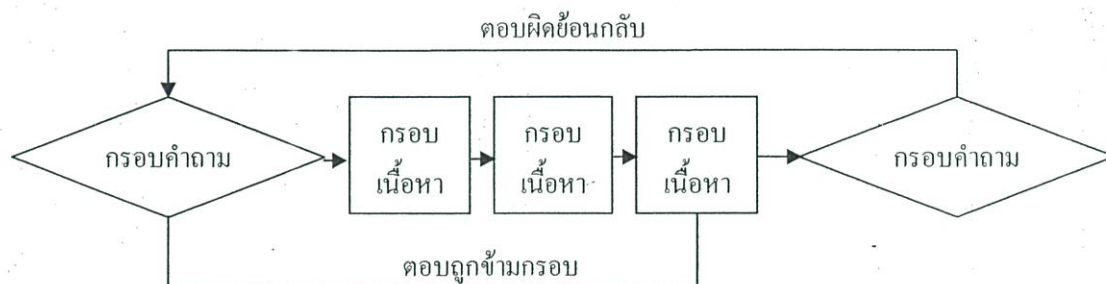 ตอบผิดย้อนกลับ
กรอบคำถาม
กรอบ
เนื้อหา
กรอบ
เนื้อหา
กรอบ
เนื้อหา
กรอบคำถาม
ตอบถูกข้ามกรอบ